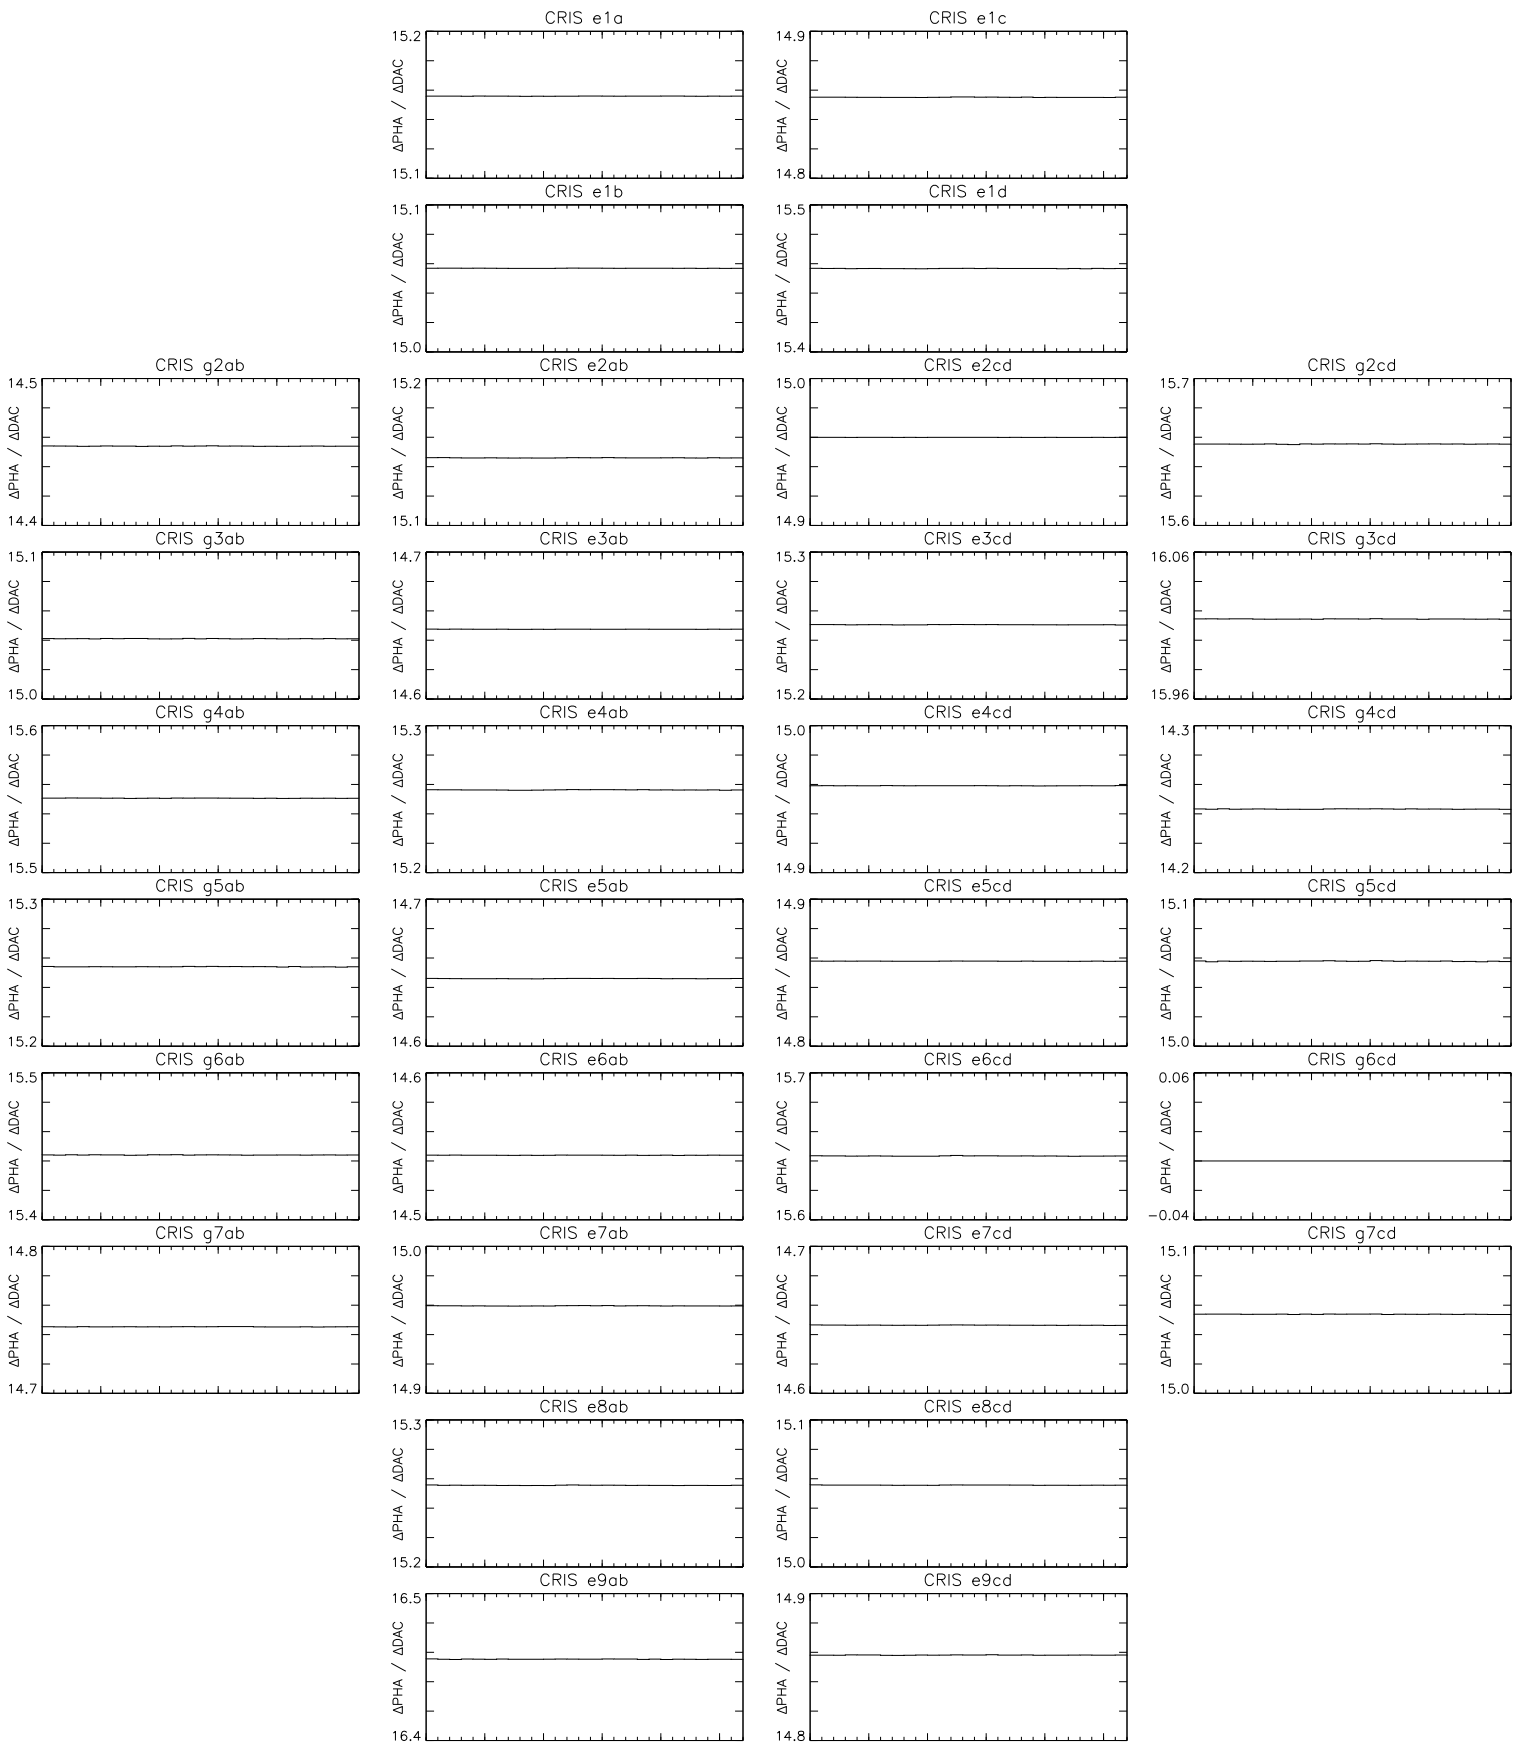 CRIS e1a
15.2
ΔPHA / ΔDAC
15.1
CRIS e1c
14.9
ΔPHA / ΔDAC
14.8
CRIS e1b
15.1
ΔPHA / ΔDAC
15.0
CRIS e1d
15.5
ΔPHA / ΔDAC
15.4
CRIS g2ab
14.5
ΔPHA / ΔDAC
14.4
CRIS e2ab
15.2
ΔPHA / ΔDAC
15.1
CRIS e2cd
15.0
ΔPHA / ΔDAC
14.9
CRIS g2cd
15.7
ΔPHA / ΔDAC
15.6
CRIS g3ab
15.1
ΔPHA / ΔDAC
15.0
CRIS e3ab
14.7
ΔPHA / ΔDAC
14.6
CRIS e3cd
15.3
ΔPHA / ΔDAC
15.2
CRIS g3cd
16.06
ΔPHA / ΔDAC
15.96
CRIS g4ab
15.6
ΔPHA / ΔDAC
15.5
CRIS e4ab
15.3
ΔPHA / ΔDAC
15.2
CRIS e4cd
15.0
ΔPHA / ΔDAC
14.9
CRIS g4cd
14.3
ΔPHA / ΔDAC
14.2
CRIS g5ab
15.3
ΔPHA / ΔDAC
15.2
CRIS e5ab
14.7
ΔPHA / ΔDAC
14.6
CRIS e5cd
14.9
ΔPHA / ΔDAC
14.8
CRIS g5cd
15.1
ΔPHA / ΔDAC
15.0
CRIS g6ab
15.5
ΔPHA / ΔDAC
15.4
CRIS e6ab
14.6
ΔPHA / ΔDAC
14.5
CRIS e6cd
15.7
ΔPHA / ΔDAC
15.6
CRIS g6cd
0.06
ΔPHA / ΔDAC
−0.04
CRIS g7ab
14.8
ΔPHA / ΔDAC
14.7
CRIS e7ab
15.0
ΔPHA / ΔDAC
14.9
CRIS e7cd
14.7
ΔPHA / ΔDAC
14.6
CRIS g7cd
15.1
ΔPHA / ΔDAC
15.0
CRIS e8ab
15.3
ΔPHA / ΔDAC
15.2
CRIS e8cd
15.1
ΔPHA / ΔDAC
15.0
CRIS e9ab
16.5
ΔPHA / ΔDAC
16.4
CRIS e9cd
14.9
ΔPHA / ΔDAC
14.8